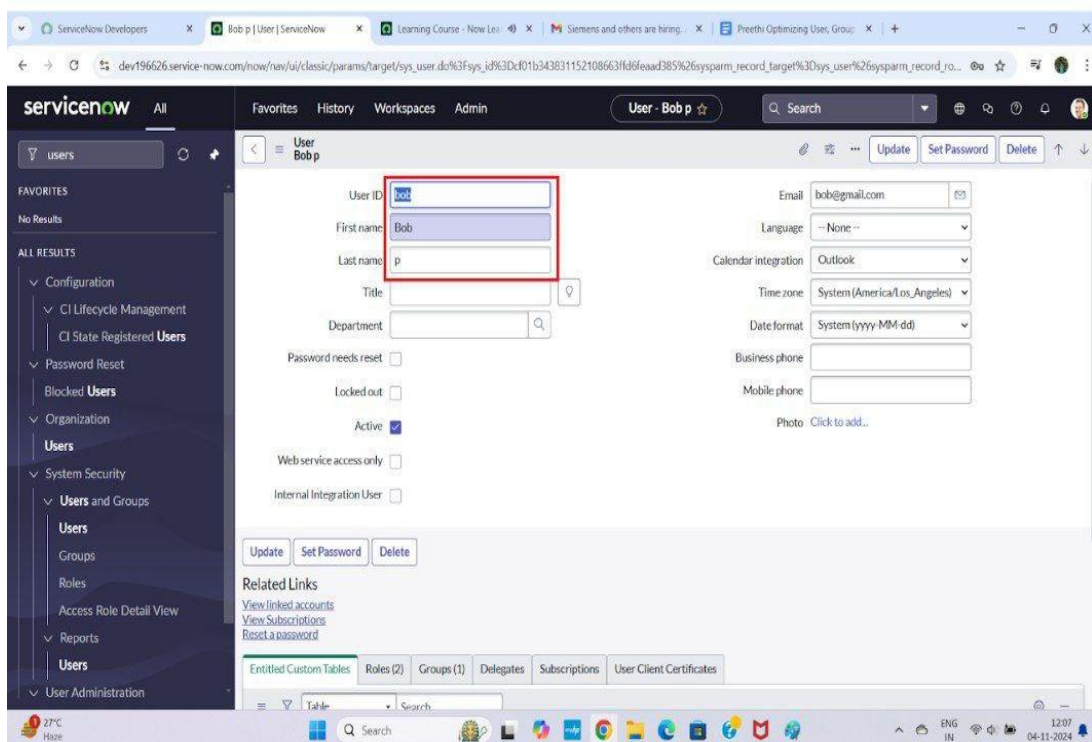 ServiceNow Developers
Bob p | User | ServiceNow
Learning Course - Now Lea
Siemens and others are hiring.
Preethi Optimizing User, Group
dev196626.service-now.com/now/nav/ui/classic/params/target/sys_user.do%3Fsys_id%3Dcf01b343831152108663ffd6feaad385%26sysparm_record_target%3Dsys_user%26sysparm_record_ro...
servicenow All Favorites History Workspaces Admin User - Bob p Search
users
User
Bob p
Update Set Password Delete
FAVORITES
No Results
ALL RESULTS
Configuration
CI Lifecycle Management
CI State Registered Users
Password Reset
Blocked Users
Organization
Users
System Security
Users and Groups
Users
Groups
Roles
Access Role Detail View
Reports
Users
User Administration
User ID bob
First name Bob
Last name p
Title
Department
Password needs reset
Locked out
Active
Web service access only
Internal Integration User
Email bob@gmail.com
Language -- None --
Calendar integration Outlook
Time zone System (America/Los_Angeles)
Date format System (yyyy-MM-dd)
Business phone
Mobile phone
Photo Click to add...
Update Set Password Delete
Related Links
View linked accounts
View Subscriptions
Reset a password
Entitled Custom Tables Roles (2) Groups (1) Delegates Subscriptions User Client Certificates
Table Search
27°C
Haze
Search
ENG
IN
12:07
04-11-2024